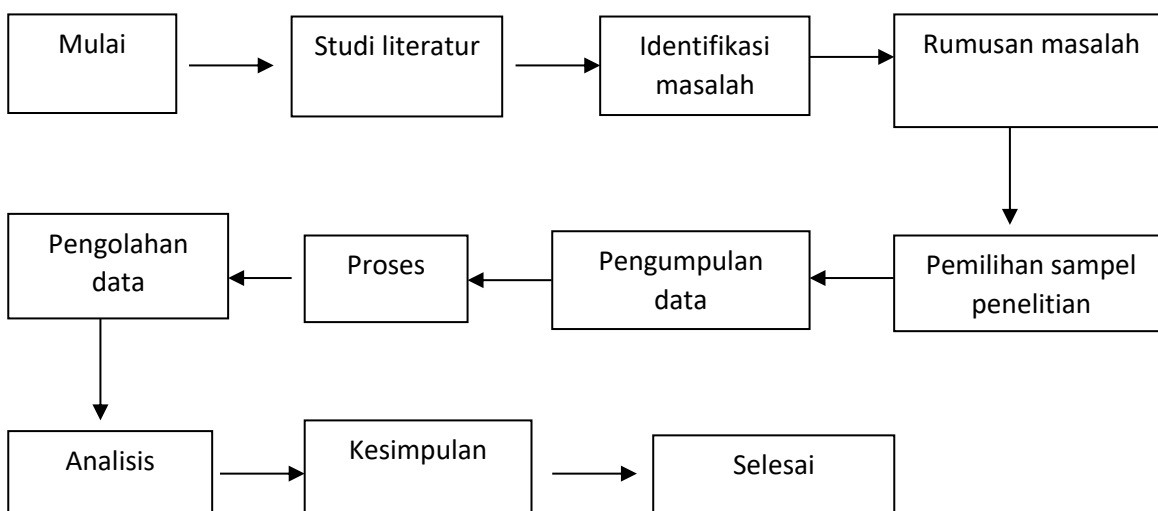 Mulai
Studi literatur
Identifikasi
masalah
Rumusan masalah
Pengolahan
data
Proses
Pengumpulan
data
Pemilihan sampel
penelitian
Analisis
Kesimpulan
Selesai